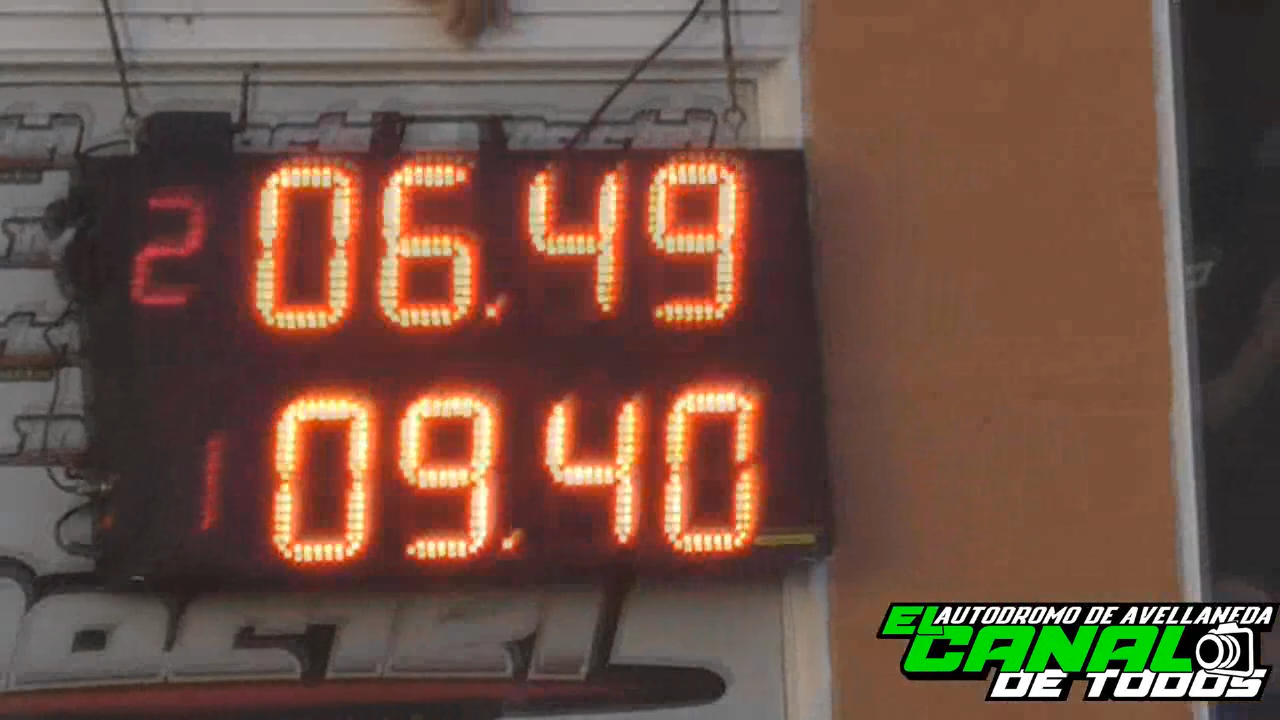 2 06.49
1 09.40
EL AUTODROMO DE AVELLANEDA
CANAL
DE TODOS